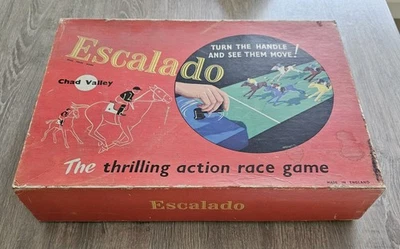 Escalado
TURN THE HANDLE
AND SEE THEM MOVE!
Chad Valley
The thrilling action race game
MADE IN ENGLAND
Escalado